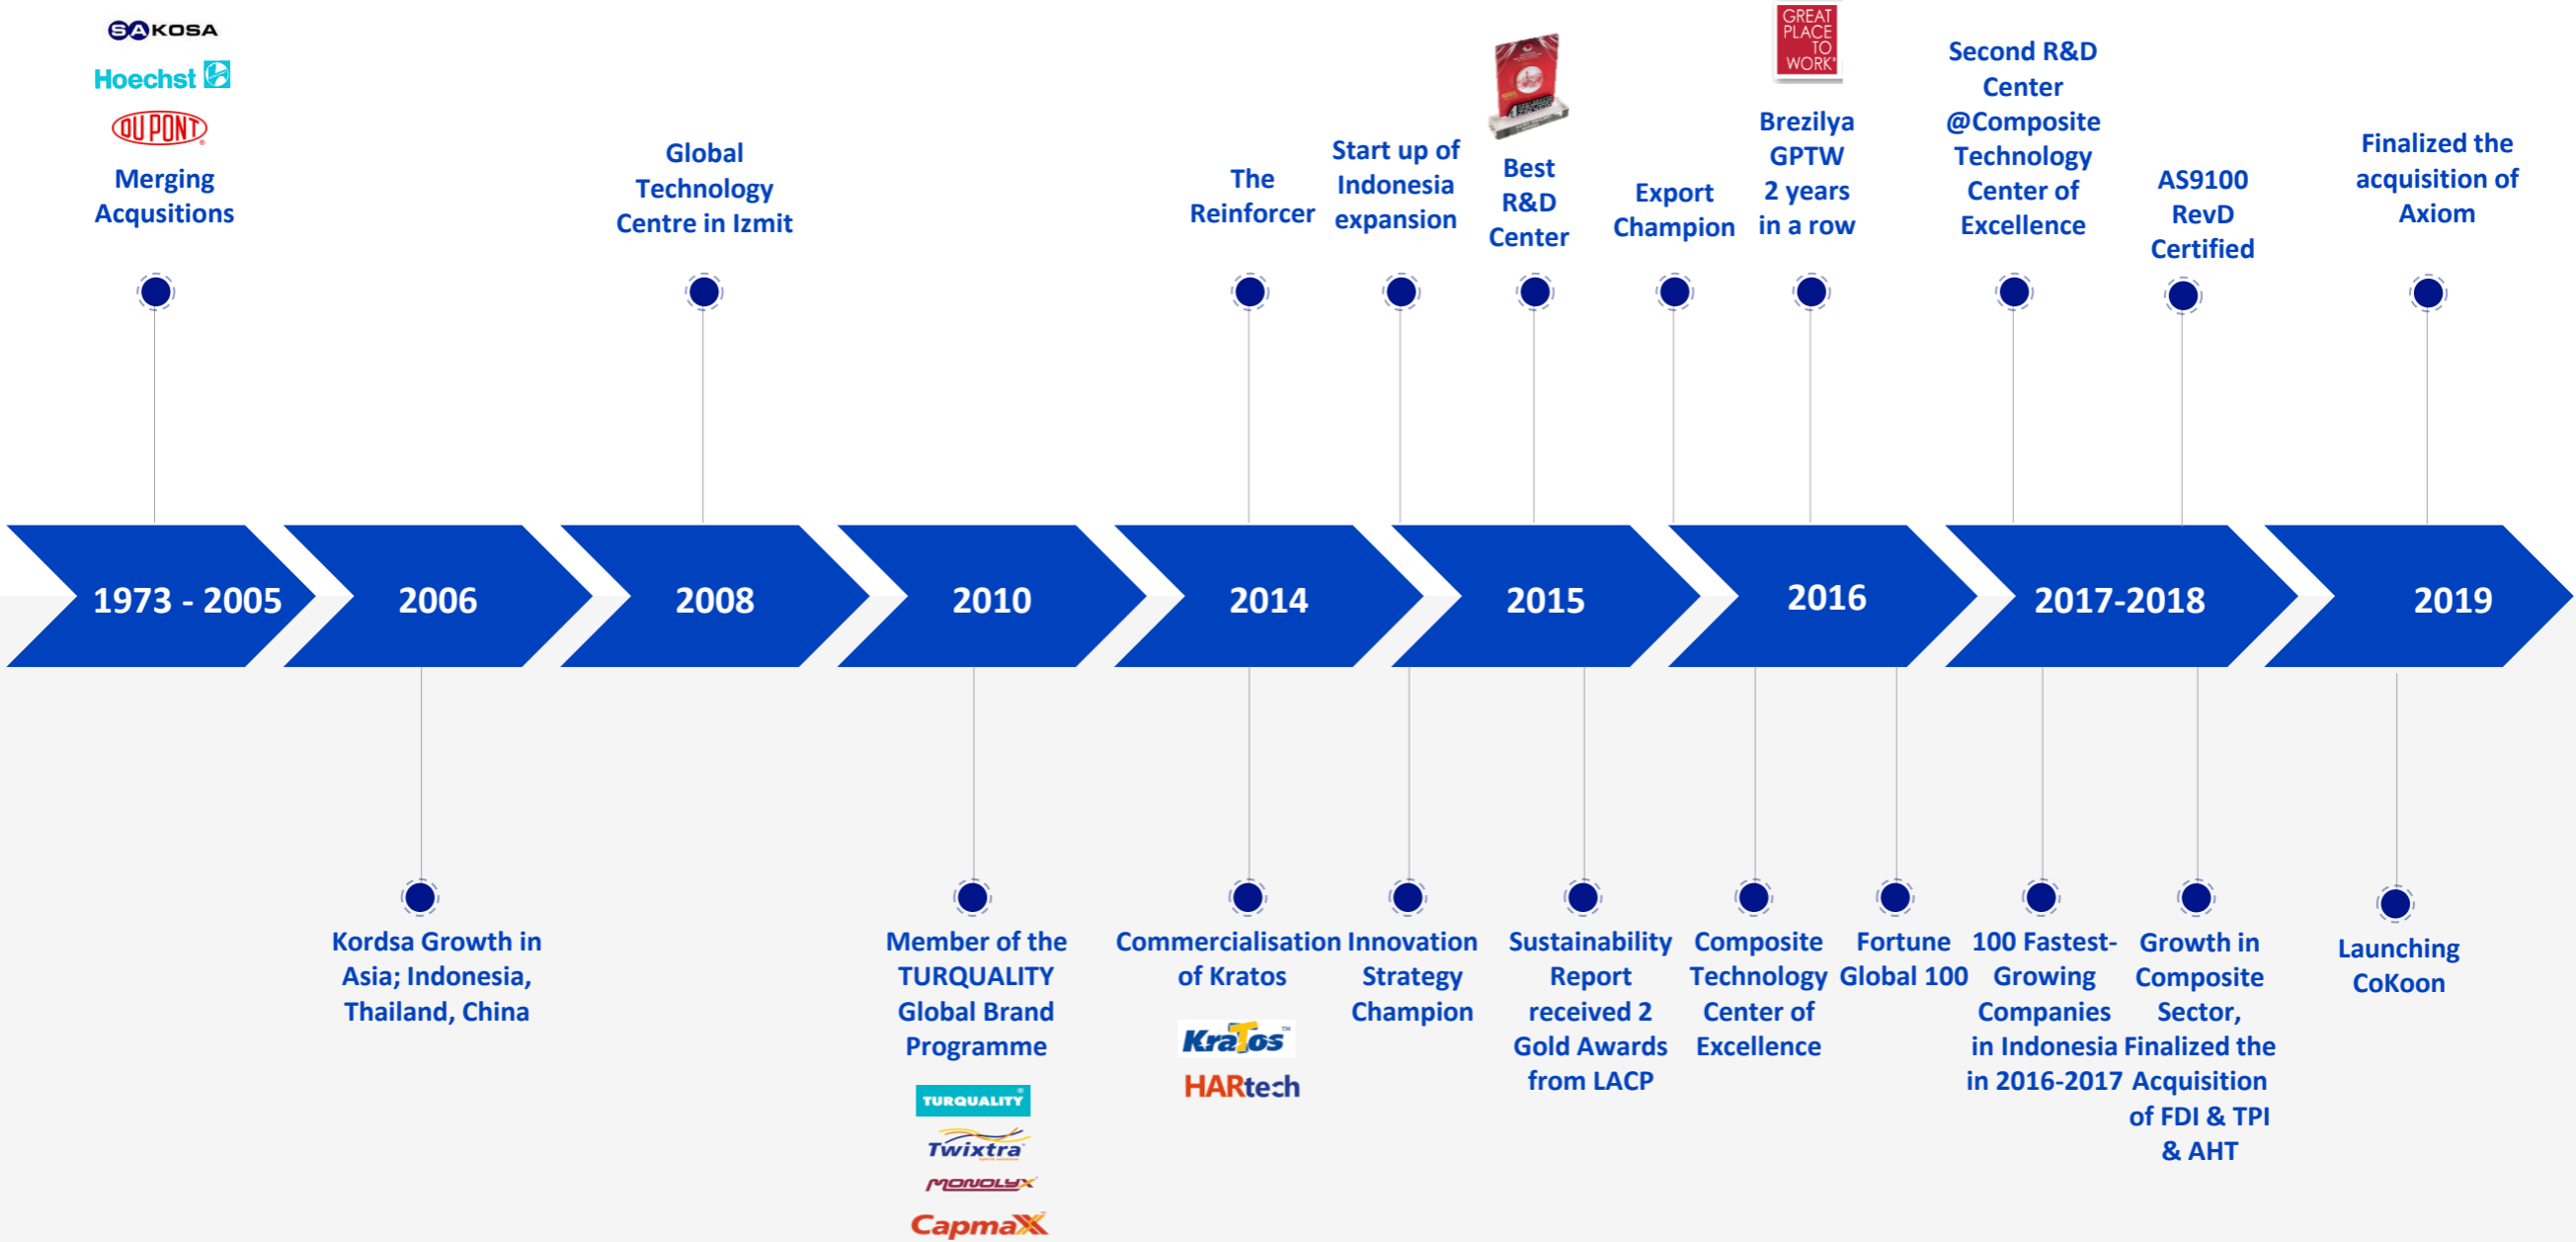 SAKOSA
Hoechst
DU PONT
Merging
Acqusitions
Global
Technology
Centre in Izmit
The
Reinforcer
Start up of
Indonesia
expansion
Best
R&D
Center
Export
Champion
GREAT
PLACE
TO
WORK
Brezilya
GPTW
2 years
in a row
Second R&D
Center
@Composite
Technology
Center of
Excellence
AS9100
RevD
Certified
Finalized the
acquisition of
Axiom
1973 - 2005
2006
2008
2010
2014
2015
2016
2017-2018
2019
Kordsa Growth in
Asia; Indonesia,
Thailand, China
Member of the
TURQUALITY
Global Brand
Programme
TURQUALITY
Twixtra
MONOLYX
CapmaXX
Commercialisation
of Kratos
KraTos™
HARtech
Innovation
Strategy
Champion
Sustainability
Report
received 2
Gold Awards
from LACP
Composite
Technology
Center of
Excellence
Fortune
Global 100
100 Fastest-
Growing
Companies
in Indonesia
in 2016-2017
Growth in
Composite
Sector,
Finalized the
Acquisition
of FDI & TPI
& AHT
Launching
CoKoon